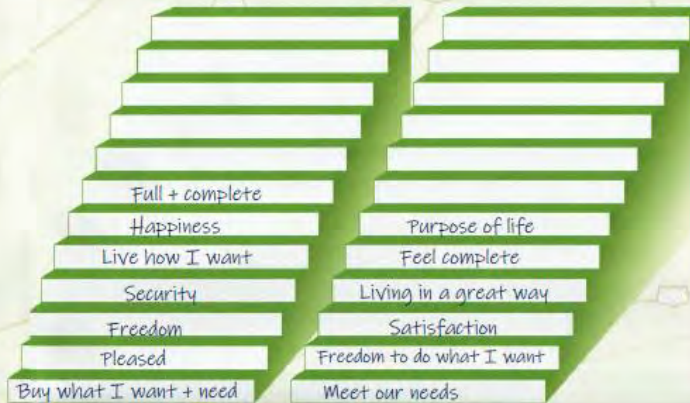 Full + complete
Happiness
Live how I want
Security
Freedom
Pleased
Buy what I want + need
Purpose of life
Feel complete
Living in a great way
Satisfaction
Freedom to do what I want
Meet our needs